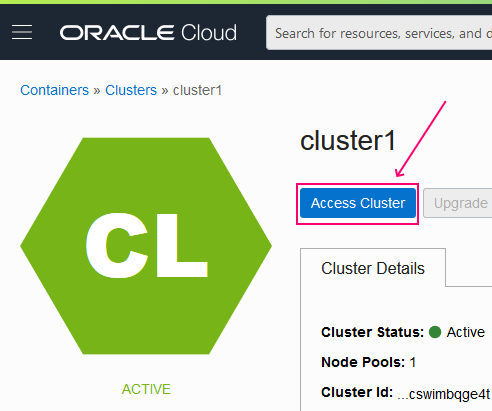 ORACLE Cloud
Search for resources, services, and d
Containers » Clusters » cluster1
cluster1
CL
Access Cluster
Upgrade
Cluster Details
Cluster Status: Active
Node Pools: 1
Cluster Id: ...cswimbqge4t
ACTIVE